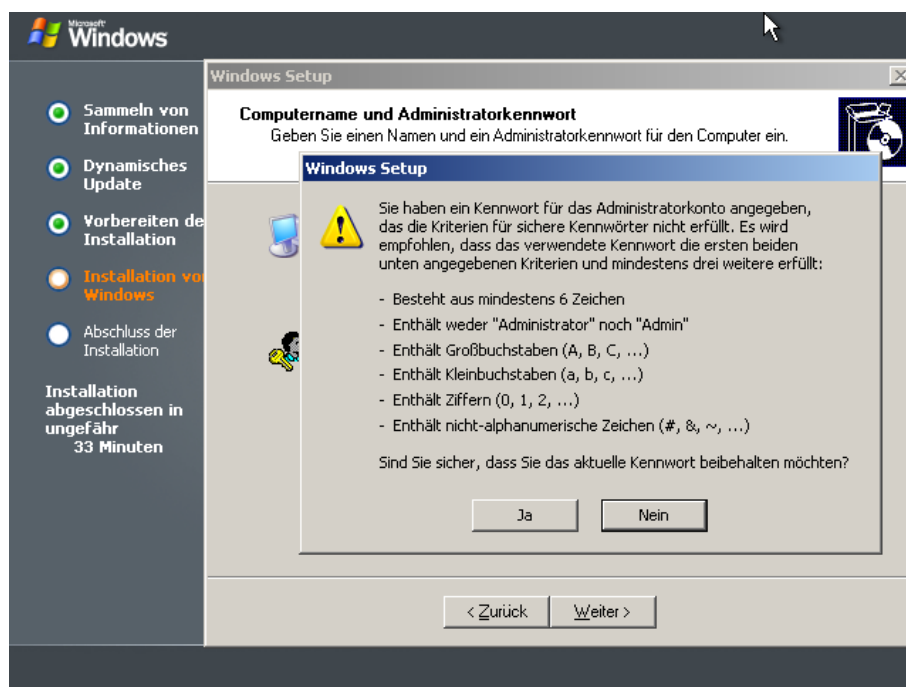 Microsoft
Windows
Sammeln von
Informationen
Dynamisches
Update
Vorbereiten de
Installation
Installation vo
Windows
Abschluss der
Installation
Installation
abgeschlossen in
ungefähr
33 Minuten
Windows Setup
Computername und Administratorkennwort
Geben Sie einen Namen und ein Administratorkennwort für den Computer ein.
Windows Setup
Sie haben ein Kennwort für das Administratorkonto angegeben,
das die Kriterien für sichere Kennwörter nicht erfüllt. Es wird
empfohlen, dass das verwendete Kennwort die ersten beiden
unten angegebenen Kriterien und mindestens drei weitere erfüllt:
- Besteht aus mindestens 6 Zeichen
- Enthält weder "Administrator" noch "Admin"
- Enthält Großbuchstaben (A, B, C, ...)
- Enthält Kleinbuchstaben (a, b, c, ...)
- Enthält Ziffern (0, 1, 2, ...)
- Enthält nicht-alphanumerische Zeichen (#, &, ~, ...)
Sind Sie sicher, dass Sie das aktuelle Kennwort beibehalten möchten?
Ja Nein
< Zurück Weiter >